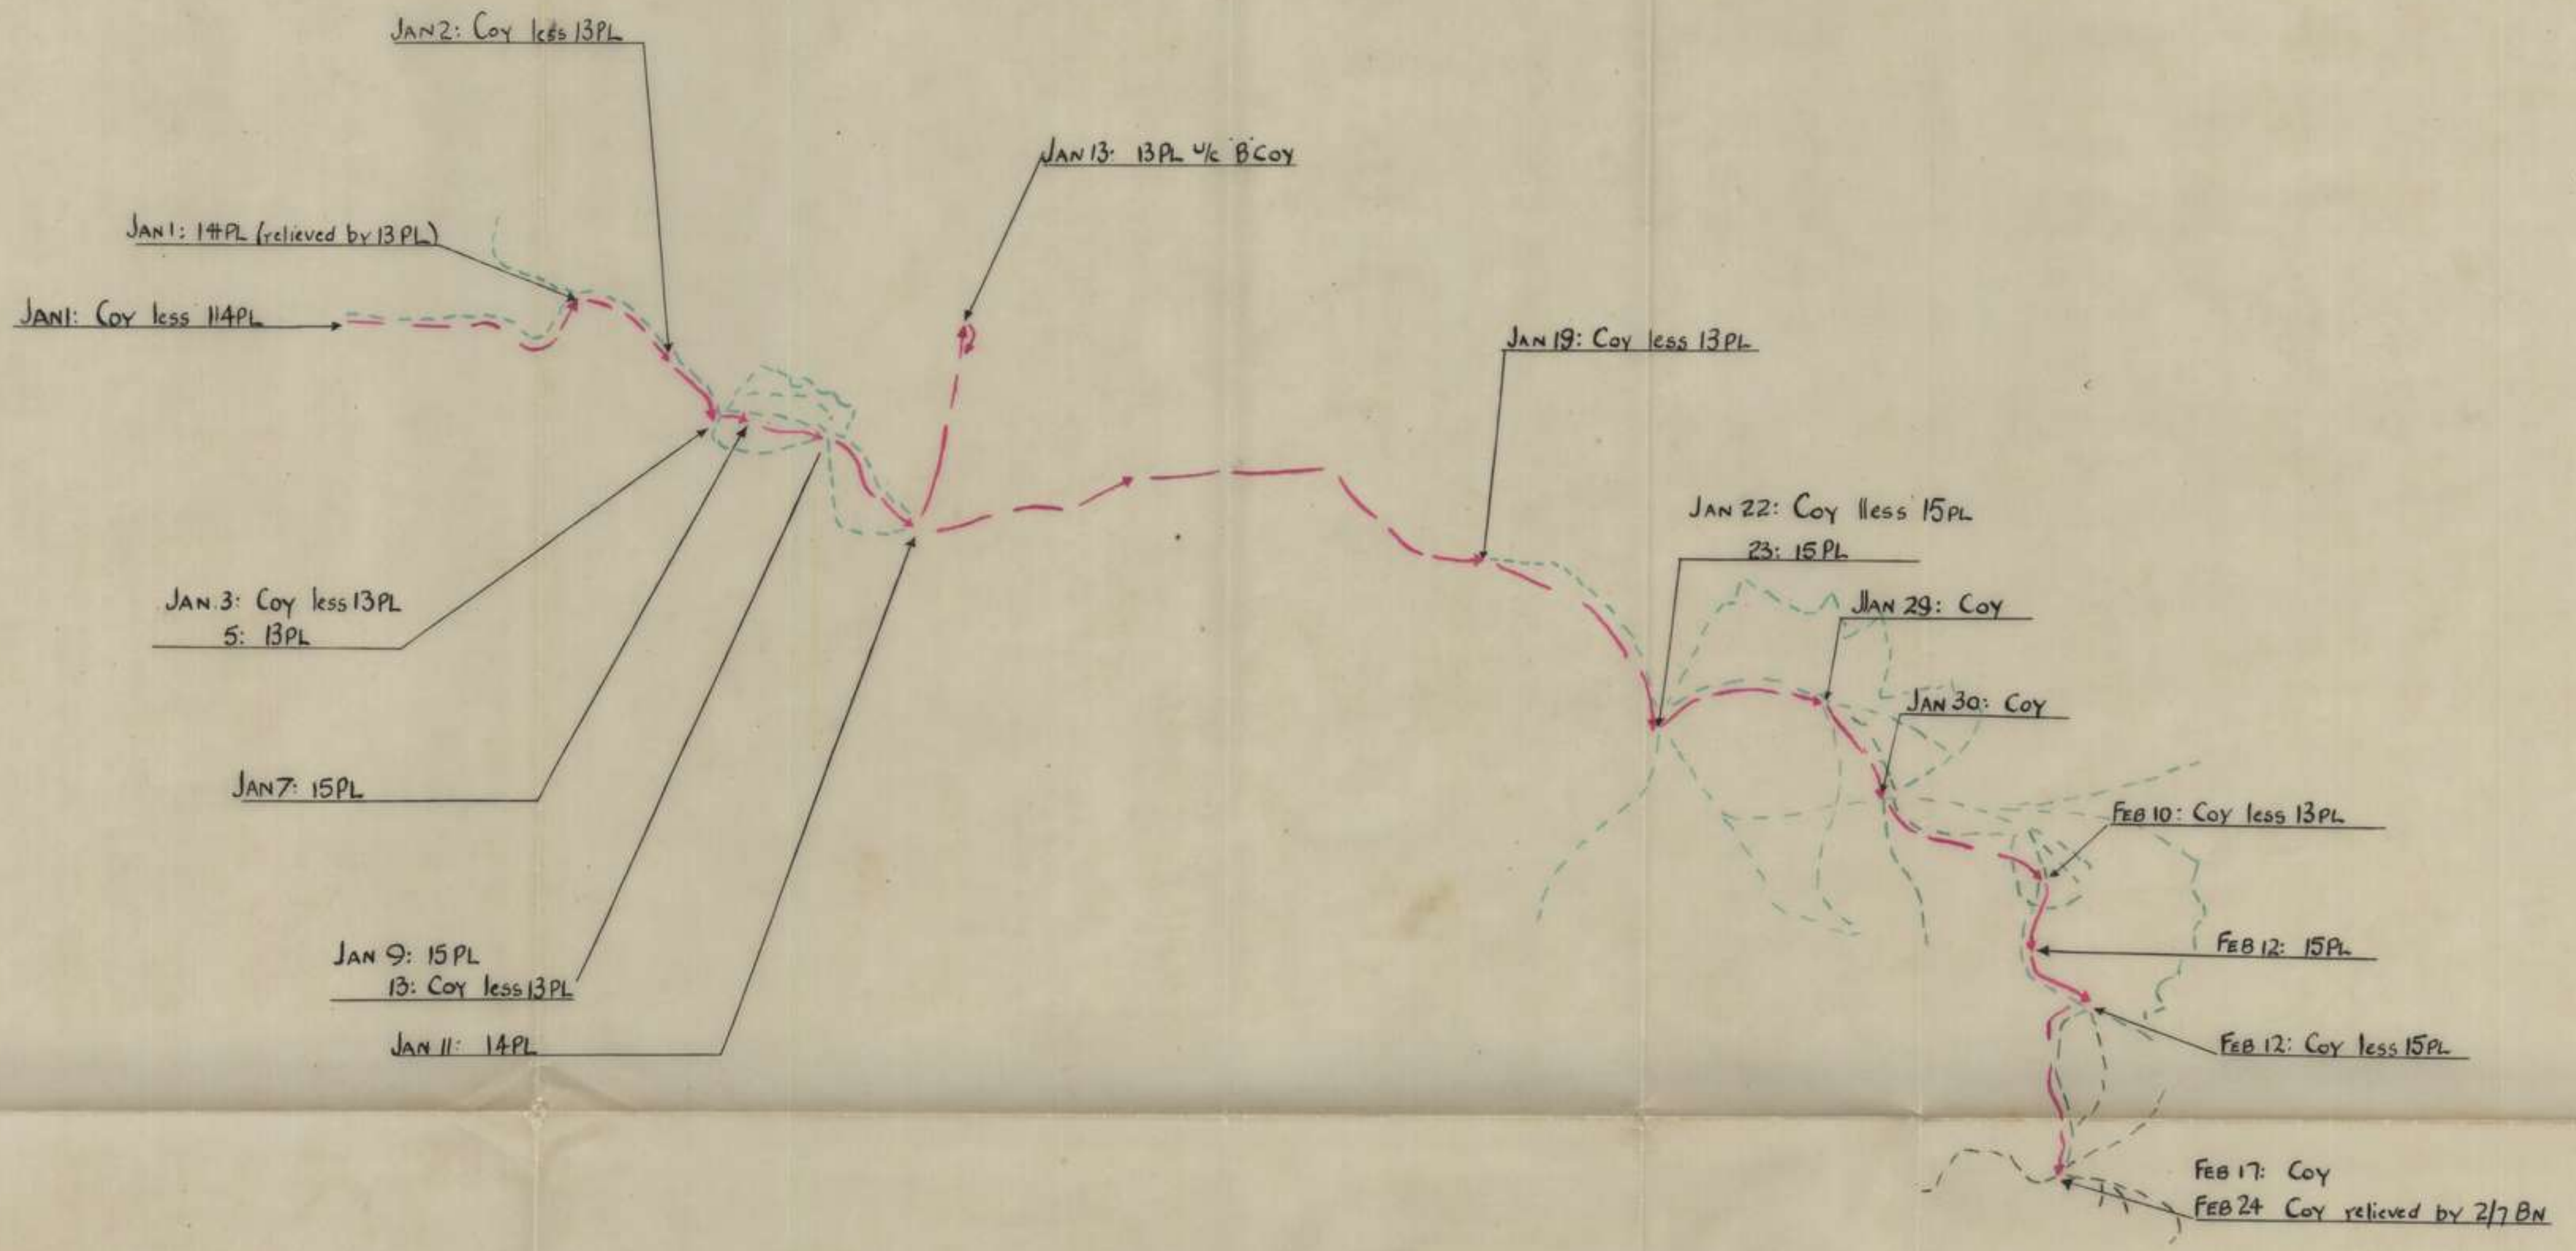 JAN 2: Coy less 13PL
JAN 13: 13PL u/c 'B' Coy
JAN 1: 14PL (relieved by 13PL)
JAN 1: Coy less 114PL
JAN 19: Coy less 13PL
JAN 22: Coy less 15PL
23: 15PL
JAN 29: Coy
JAN 3: Coy less 13PL
5: 13PL
JAN 30: Coy
JAN 7: 15PL
FEB 10: Coy less 13PL
JAN 9: 15PL
13: Coy less 13PL
FEB 12: 15PL
JAN 11: 14PL
FEB 12: Coy less 15PL
FEB 17: Coy
FEB 24 Coy relieved by 2/7 BN